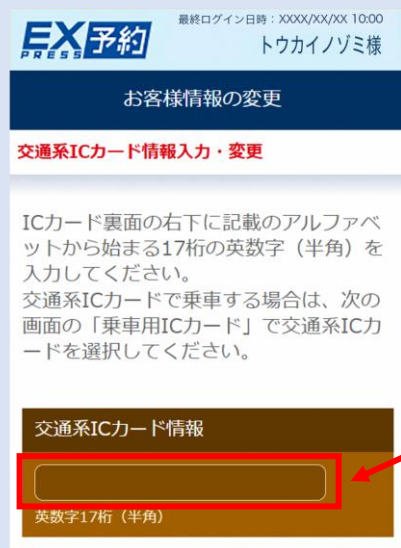 最終ログイン日時：XXXX/XX/XX 10:00
EX予約
PRESS
トウカイノゾミ様
お客様情報の変更
交通系ICカード情報入力・変更
ICカード裏面の右下に記載のアルファベ
ットから始まる17桁の英数字（半角）を
入力してください。
交通系ICカードで乗車する場合は、次の
画面の「乗車用ICカード」で交通系ICカ
ードを選択してください。
交通系ICカード情報
英数字17桁（半角）